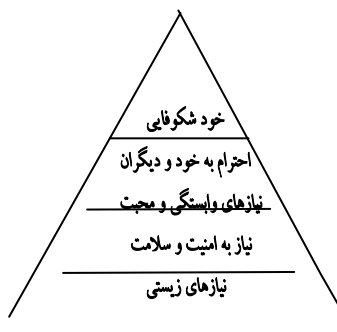 خود شکوفایی
احترام به خود و دیگران
نیازهای وابستگی و محبت
نیاز به امنیت و سلامت
نیازهای زیستی